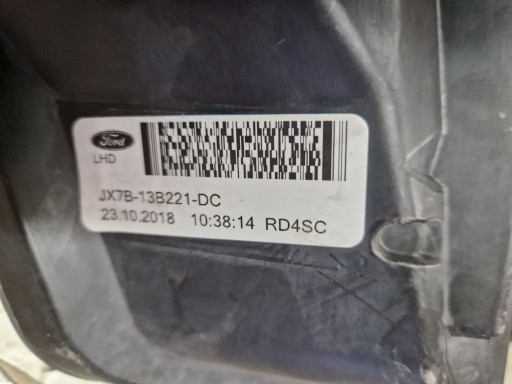 Ford
LHD
JX7B-13B221-DC
23.10.2018 10:38:14 RD4SC